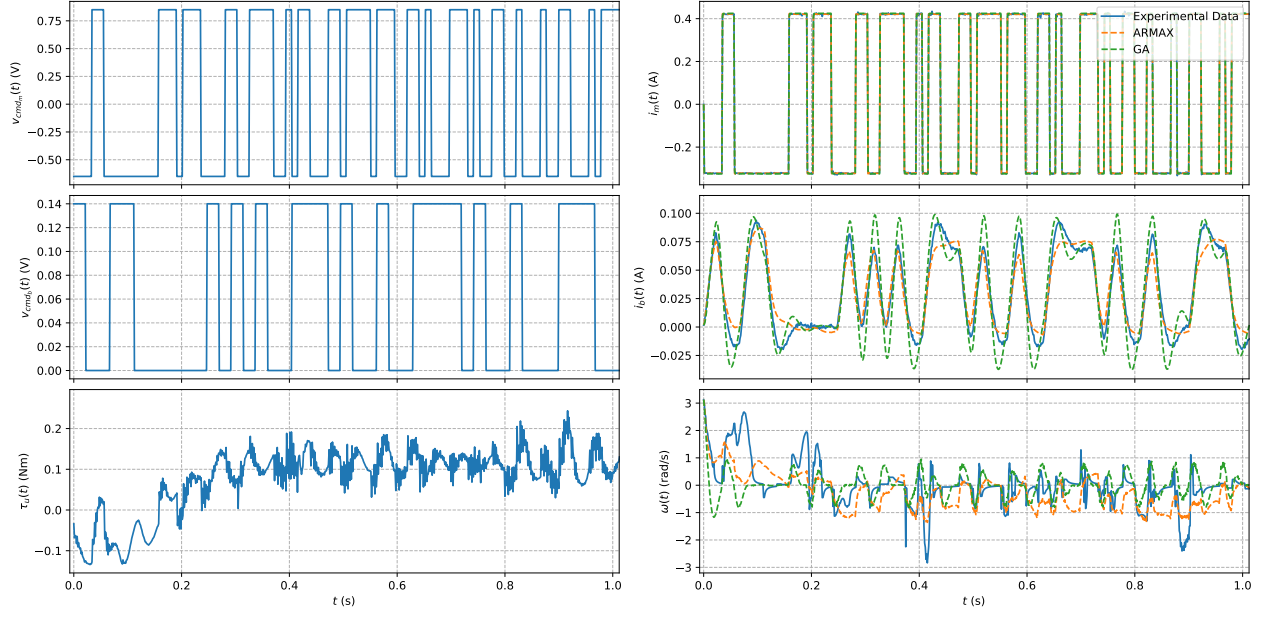 v_cmd_m(t) (V)
0.75
0.50
0.25
0.00
−0.25
−0.50
v_cmd_b(t) (V)
0.14
0.12
0.10
0.08
0.06
0.04
0.02
0.00
τ_u(t) (Nm)
0.2
0.1
0.0
−0.1
0.0 0.2 0.4 0.6 0.8 1.0
t (s)
i_m(t) (A)
0.4
0.2
0.0
−0.2
Experimental Data
ARMAX
GA
i_b(t) (A)
0.100
0.075
0.050
0.025
0.000
−0.025
ω(t) (rad/s)
3
2
1
0
−1
−2
−3
0.0 0.2 0.4 0.6 0.8 1.0
t (s)